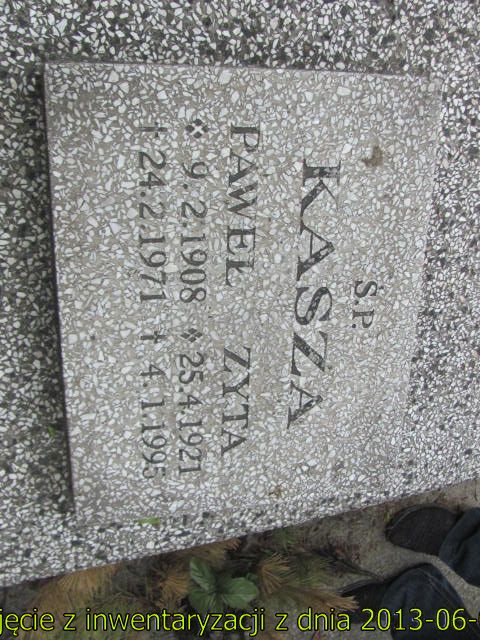 Ś.P.
KASZA
PAWEŁ ZYTA
9.2.1908 25.4.1921
† 24.2.1971 † 4.1.1995
jęcie z inwentaryzacji z dnia 2013-06-